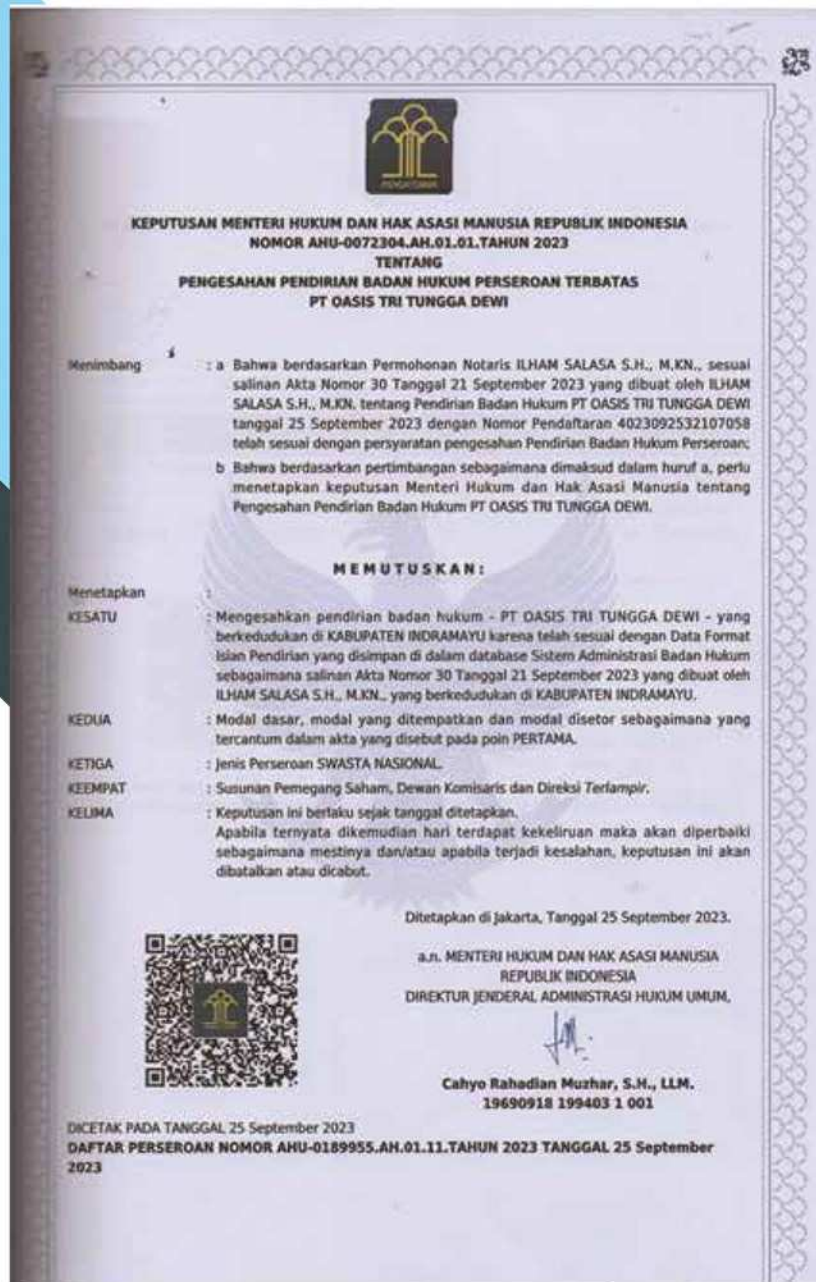 PENGAYOMAN
KEPUTUSAN MENTERI HUKUM DAN HAK ASASI MANUSIA REPUBLIK INDONESIA
NOMOR AHU-0072304.AH.01.01.TAHUN 2023
TENTANG
PENGESAHAN PENDIRIAN BADAN HUKUM PERSEROAN TERBATAS
PT OASIS TRI TUNGGA DEWI
Menimbang : a Bahwa berdasarkan Permohonan Notaris ILHAM SALASA S.H., M.KN., sesuai
salinan Akta Nomor 30 Tanggal 21 September 2023 yang dibuat oleh ILHAM
SALASA S.H., M.KN. tentang Pendirian Badan Hukum PT OASIS TRI TUNGGA DEWI
tanggal 25 September 2023 dengan Nomor Pendaftaran 4023092532107058
telah sesuai dengan persyaratan pengesahan Pendirian Badan Hukum Perseroan;
b Bahwa berdasarkan pertimbangan sebagaimana dimaksud dalam huruf a, perlu
menetapkan keputusan Menteri Hukum dan Hak Asasi Manusia tentang
Pengesahan Pendirian Badan Hukum PT OASIS TRI TUNGGA DEWI.
MEMUTUSKAN:
Menetapkan :
KESATU : Mengesahkan pendirian badan hukum - PT OASIS TRI TUNGGA DEWI - yang
berkedudukan di KABUPATEN INDRAMAYU karena telah sesuai dengan Data Format
Isian Pendirian yang disimpan di dalam database Sistem Administrasi Badan Hukum
sebagaimana salinan Akta Nomor 30 Tanggal 21 September 2023 yang dibuat oleh
ILHAM SALASA S.H., M.KN., yang berkedudukan di KABUPATEN INDRAMAYU.
KEDUA : Modal dasar, modal yang ditempatkan dan modal disetor sebagaimana yang
tercantum dalam akta yang disebut pada poin PERTAMA.
KETIGA : Jenis Perseroan SWASTA NASIONAL.
KEEMPAT : Susunan Pemegang Saham, Dewan Komisaris dan Direksi Terlampir.
KELIMA : Keputusan ini berlaku sejak tanggal ditetapkan.
Apabila ternyata dikemudian hari terdapat kekeliruan maka akan diperbaiki
sebagaimana mestinya dan/atau apabila terjadi kesalahan, keputusan ini akan
dibatalkan atau dicabut.
Ditetapkan di Jakarta, Tanggal 25 September 2023.
a.n. MENTERI HUKUM DAN HAK ASASI MANUSIA
REPUBLIK INDONESIA
DIREKTUR JENDERAL ADMINISTRASI HUKUM UMUM,
Cahyo Rahadian Muzhar, S.H., LLM.
19690918 199403 1 001
DICETAK PADA TANGGAL 25 September 2023
DAFTAR PERSEROAN NOMOR AHU-0189955.AH.01.11.TAHUN 2023 TANGGAL 25 September
2023